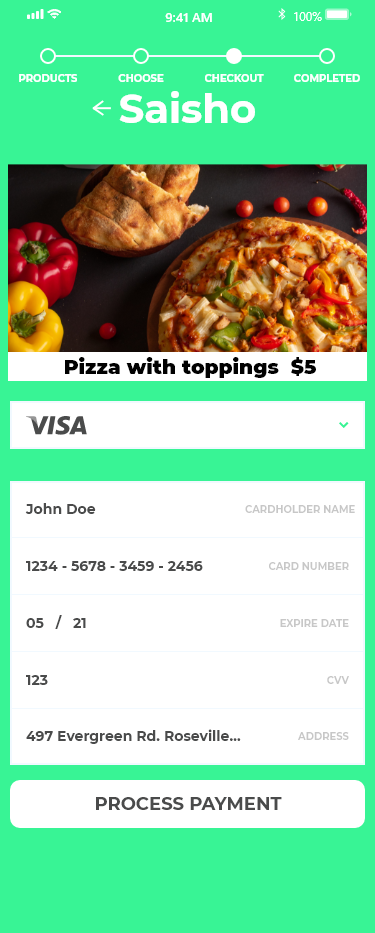 9:41 AM 100%
PRODUCTS CHOOSE CHECKOUT COMPLETED
Saisho
Pizza with toppings $5
VISA
John Doe CARDHOLDER NAME
1234 - 5678 - 3459 - 2456 CARD NUMBER
05 / 21 EXPIRE DATE
123 CVV
497 Evergreen Rd. Roseville... ADDRESS
PROCESS PAYMENT